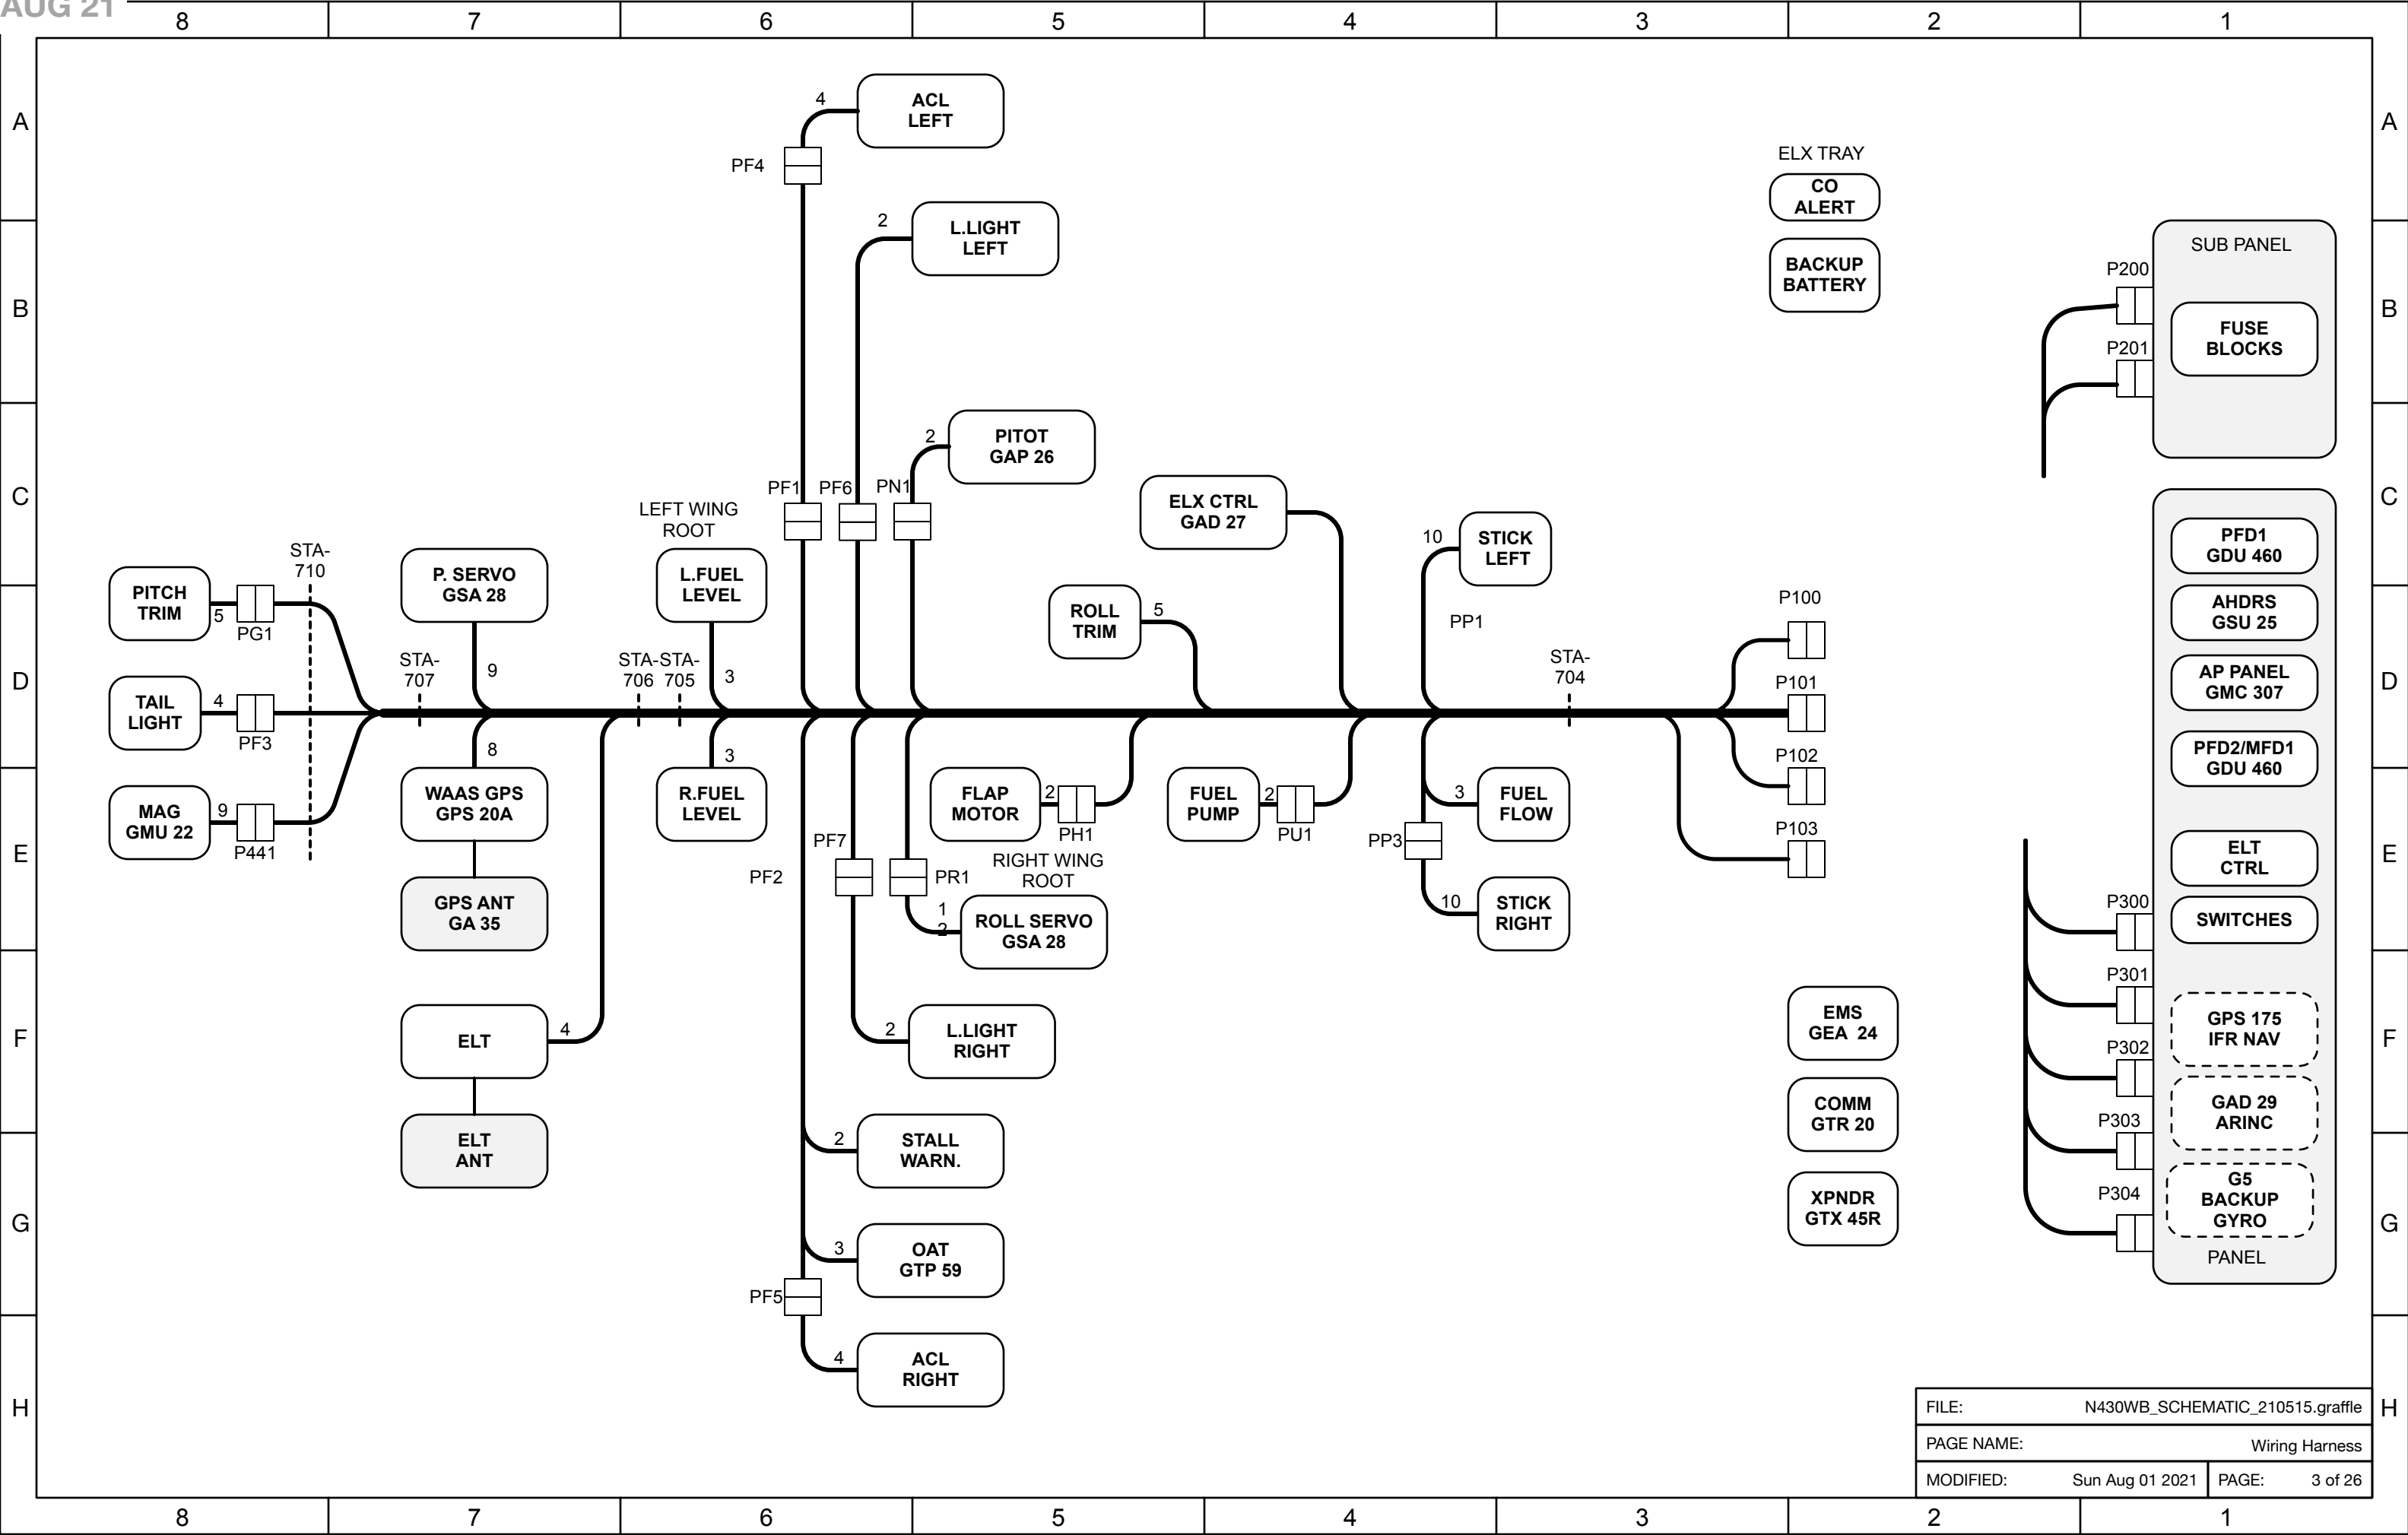 AUG 21
8 7 6 5 4 3 2 1
A
A
B
B
C
C
D
D
E
E
F
F
G
G
H
H
4
ACL
LEFT
PF4
2
L.LIGHT
LEFT
ELX TRAY
CO
ALERT
BACKUP
BATTERY
SUB PANEL
P200
FUSE
BLOCKS
P201
2
PITOT
GAP 26
PF1
PF6
PN1
LEFT WING
ROOT
ELX CTRL
GAD 27
10
STICK
LEFT
STA-
710
PITCH
TRIM
5
PG1
P. SERVO
GSA 28
9
L.FUEL
LEVEL
3
ROLL
TRIM
5
PP1
STA-
707
STA-
706
STA-
705
STA-
704
P100
P101
P102
P103
TAIL
LIGHT
4
PF3
MAG
GMU 22
9
P441
8
WAAS GPS
GPS 20A
GPS ANT
GA 35
3
R.FUEL
LEVEL
FLAP
MOTOR
2
PH1
FUEL
PUMP
2
PU1
3
FUEL
FLOW
PP3
10
STICK
RIGHT
PF7
PF2
PR1
RIGHT WING
ROOT
1
2
ROLL SERVO
GSA 28
ELT
4
ELT
ANT
2
L.LIGHT
RIGHT
2
STALL
WARN.
3
OAT
GTP 59
PF5
4
ACL
RIGHT
EMS
GEA 24
COMM
GTR 20
XPNDR
GTX 45R
PFD1
GDU 460
AHDRS
GSU 25
AP PANEL
GMC 307
PFD2/MFD1
GDU 460
ELT
CTRL
SWITCHES
GPS 175
IFR NAV
GAD 29
ARINC
G5
BACKUP
GYRO
PANEL
P300
P301
P302
P303
P304
FILE: N430WB_SCHEMATIC_210515.graffle
PAGE NAME: Wiring Harness
MODIFIED: Sun Aug 01 2021 PAGE: 3 of 26
8 7 6 5 4 3 2 1